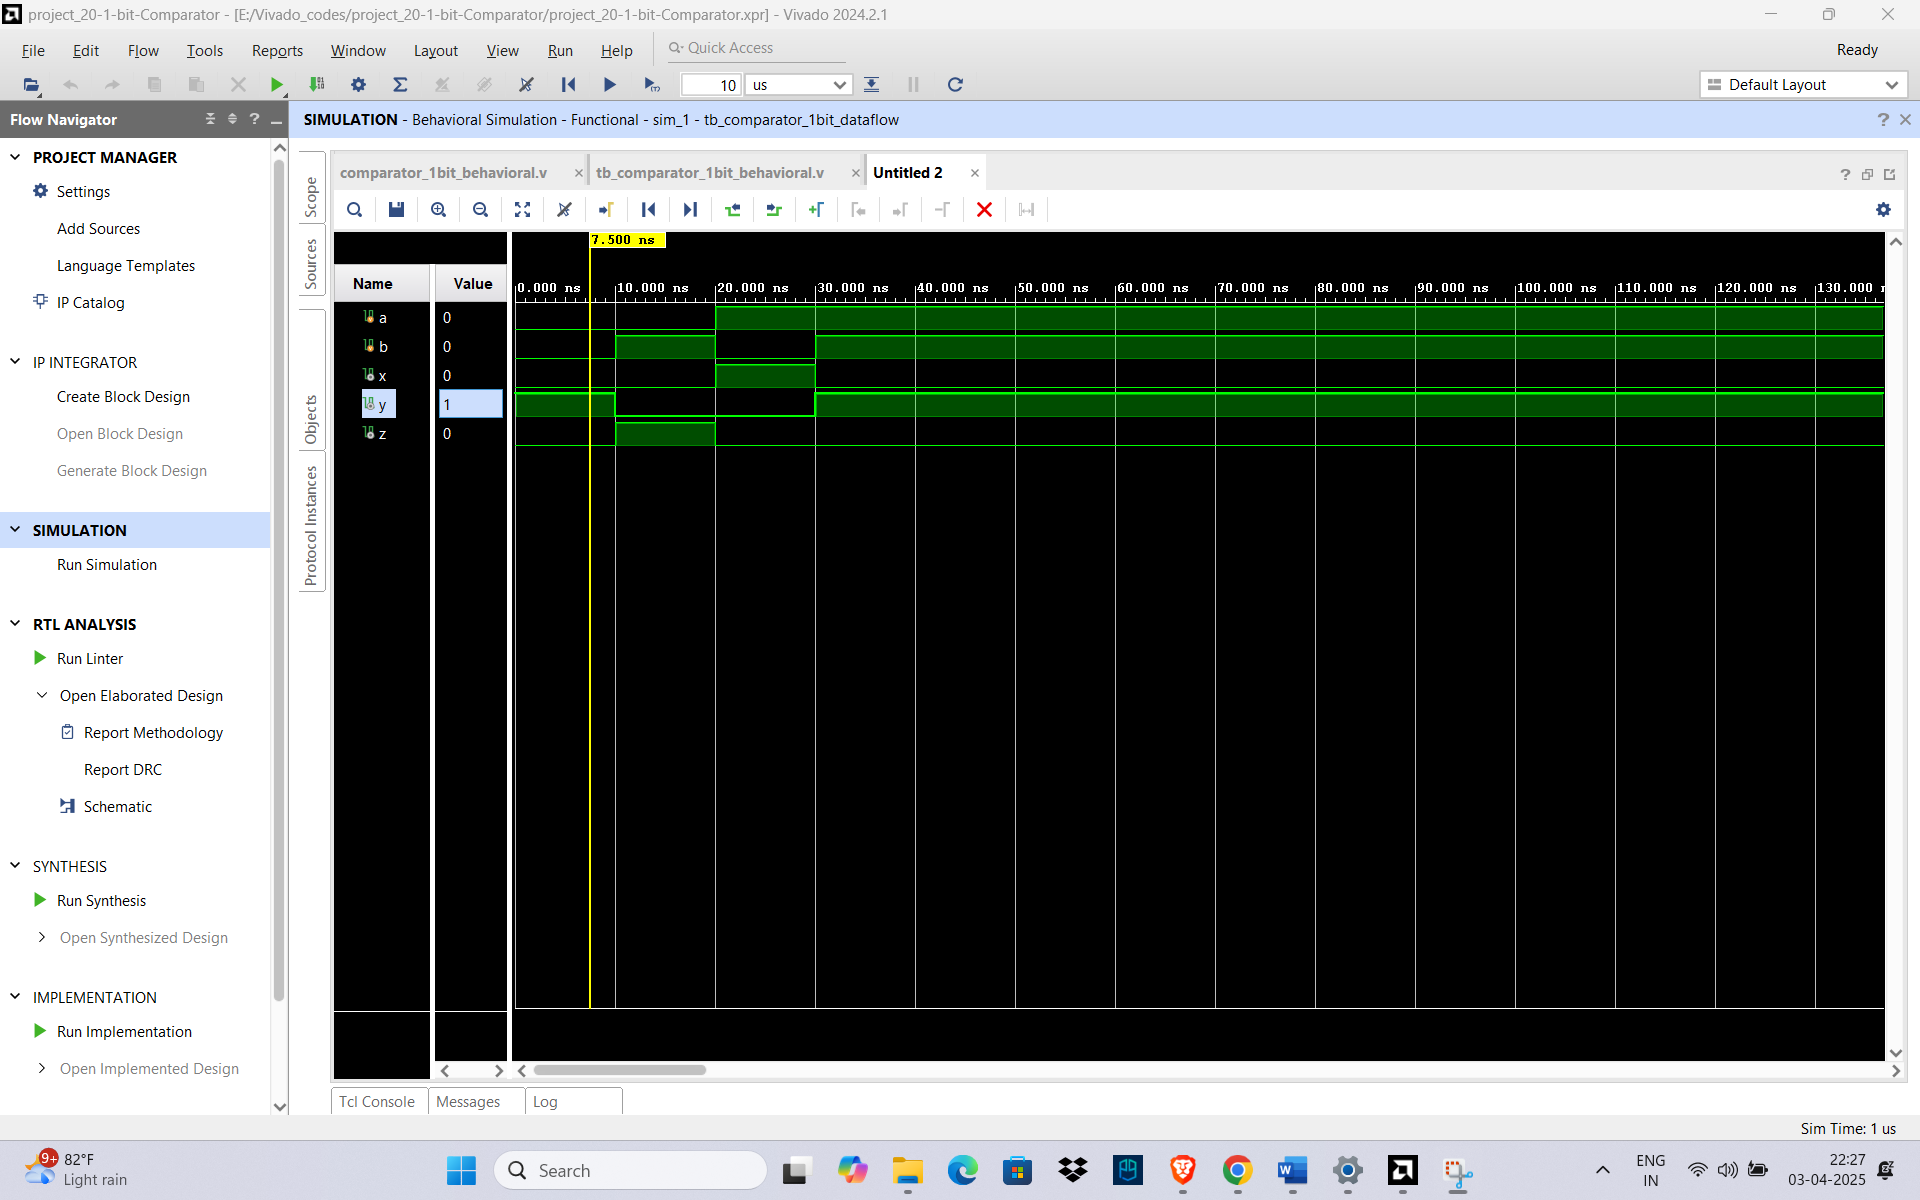 project_20-1-bit-Comparator - [E:/Vivado_codes/project_20-1-bit-Comparator/project_20-1-bit-Comparator.xpr] - Vivado 2024.2.1
File Edit Flow Tools Reports Window Layout View Run Help Quick Access Ready
10 us Default Layout
Flow Navigator
SIMULATION - Behavioral Simulation - Functional - sim_1 - tb_comparator_1bit_dataflow
PROJECT MANAGER
Settings
Add Sources
Language Templates
IP Catalog
IP INTEGRATOR
Create Block Design
Open Block Design
Generate Block Design
SIMULATION
Run Simulation
RTL ANALYSIS
Run Linter
Open Elaborated Design
Report Methodology
Report DRC
Schematic
SYNTHESIS
Run Synthesis
Open Synthesized Design
IMPLEMENTATION
Run Implementation
Open Implemented Design
Scope
Sources
Objects
Protocol Instances
comparator_1bit_behavioral.v tb_comparator_1bit_behavioral.v Untitled 2
7.500 ns
Name Value
0.000 ns 10.000 ns 20.000 ns 30.000 ns 40.000 ns 50.000 ns 60.000 ns 70.000 ns 80.000 ns 90.000 ns 100.000 ns 110.000 ns 120.000 ns 130.000
a 0
b 0
x 0
y 1
z 0
Tcl Console Messages Log
Sim Time: 1 us
9+ 82°F
Light rain
Search
ENG
IN
22:27
03-04-2025